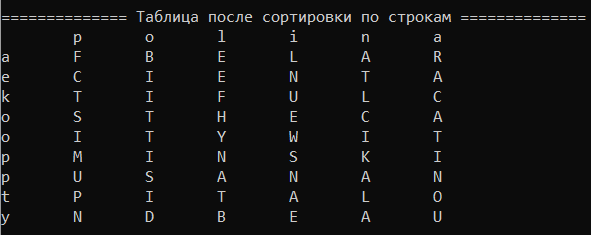 ============== Таблица после сортировки по строкам ==============
p o l i n a
a F B E L A R
e C I E N T A
k T I F U L C
o S T H E C A
o I T Y W I T
p M I N S K I
p U S A N A N
t P I T A L O
y N D B E A U